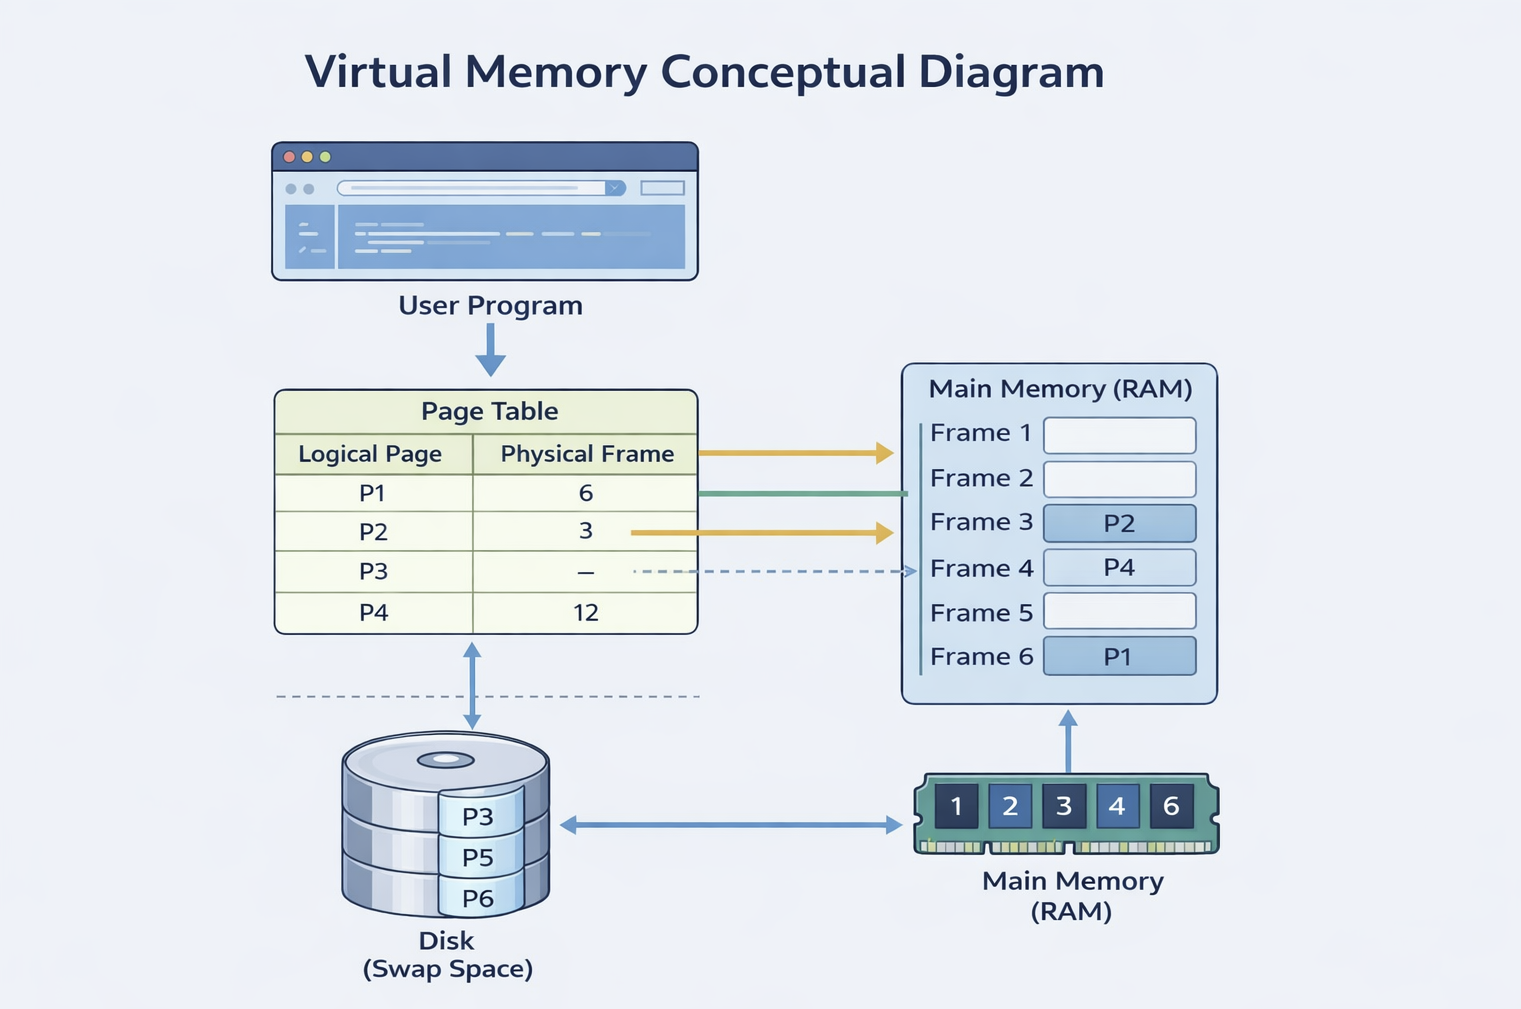 Virtual Memory Conceptual Diagram
User Program
Page Table
Logical Page Physical Frame
P1 6
P2 3
P3 –
P4 12
Main Memory (RAM)
Frame 1
Frame 2
Frame 3 P2
Frame 4 P4
Frame 5
Frame 6 P1
P3
P5
P6
Disk
(Swap Space)
1 2 3 4 6
Main Memory
(RAM)